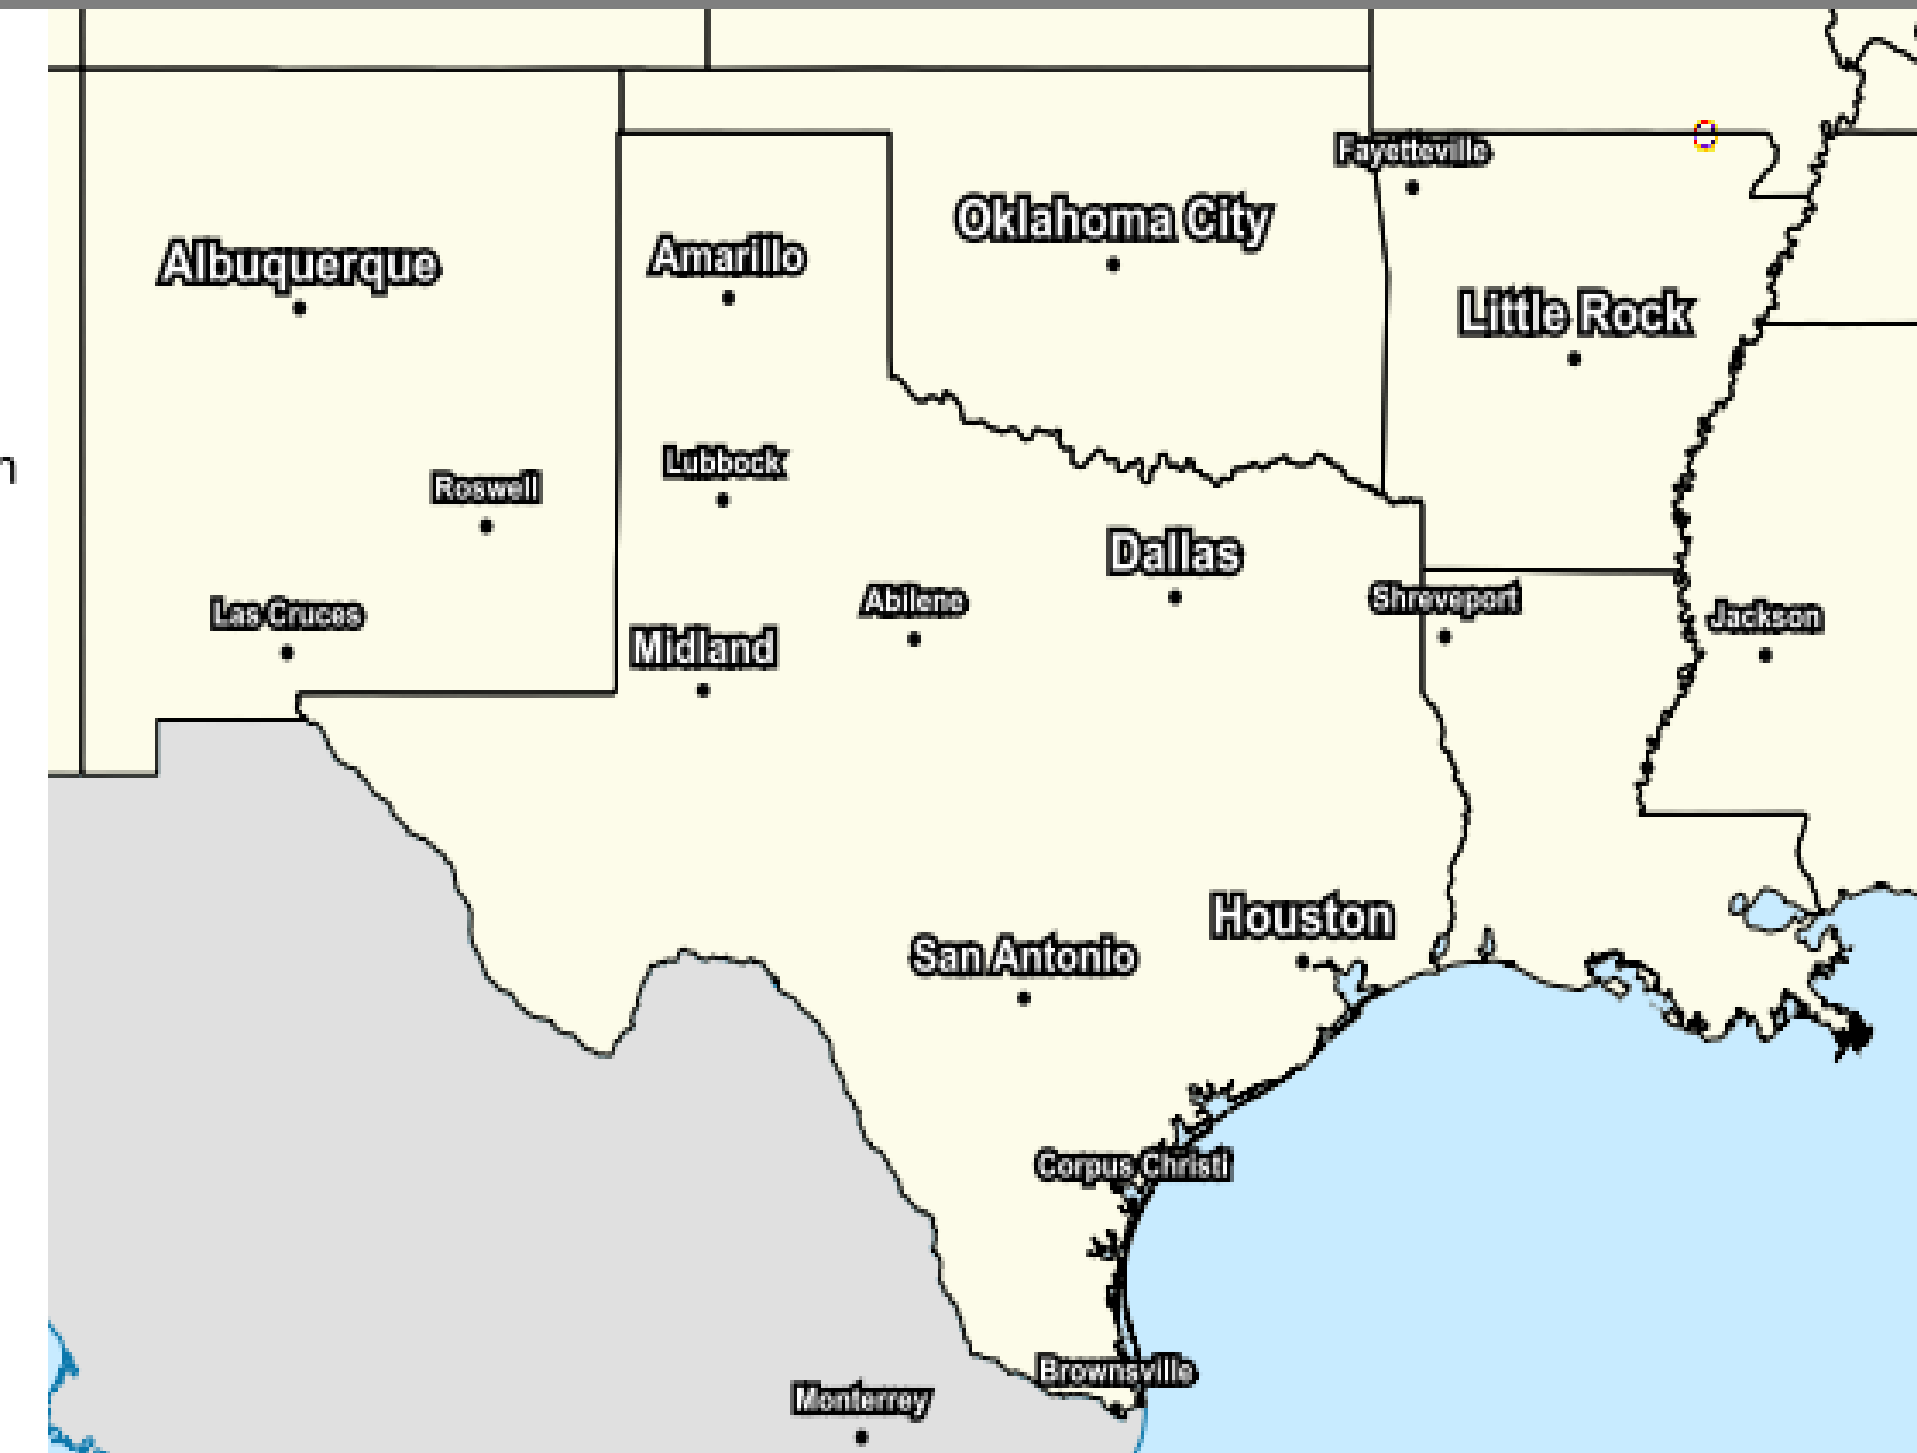 Fayetteville
Oklahoma City
Albuquerque
Amarillo
Little Rock
Lubbock
n
Roswell
Dallas
Abilene
Shreveport
Las Cruces
Jackson
Midland
Houston
San Antonio
Corpus Christi
Brownsville
Monterrey